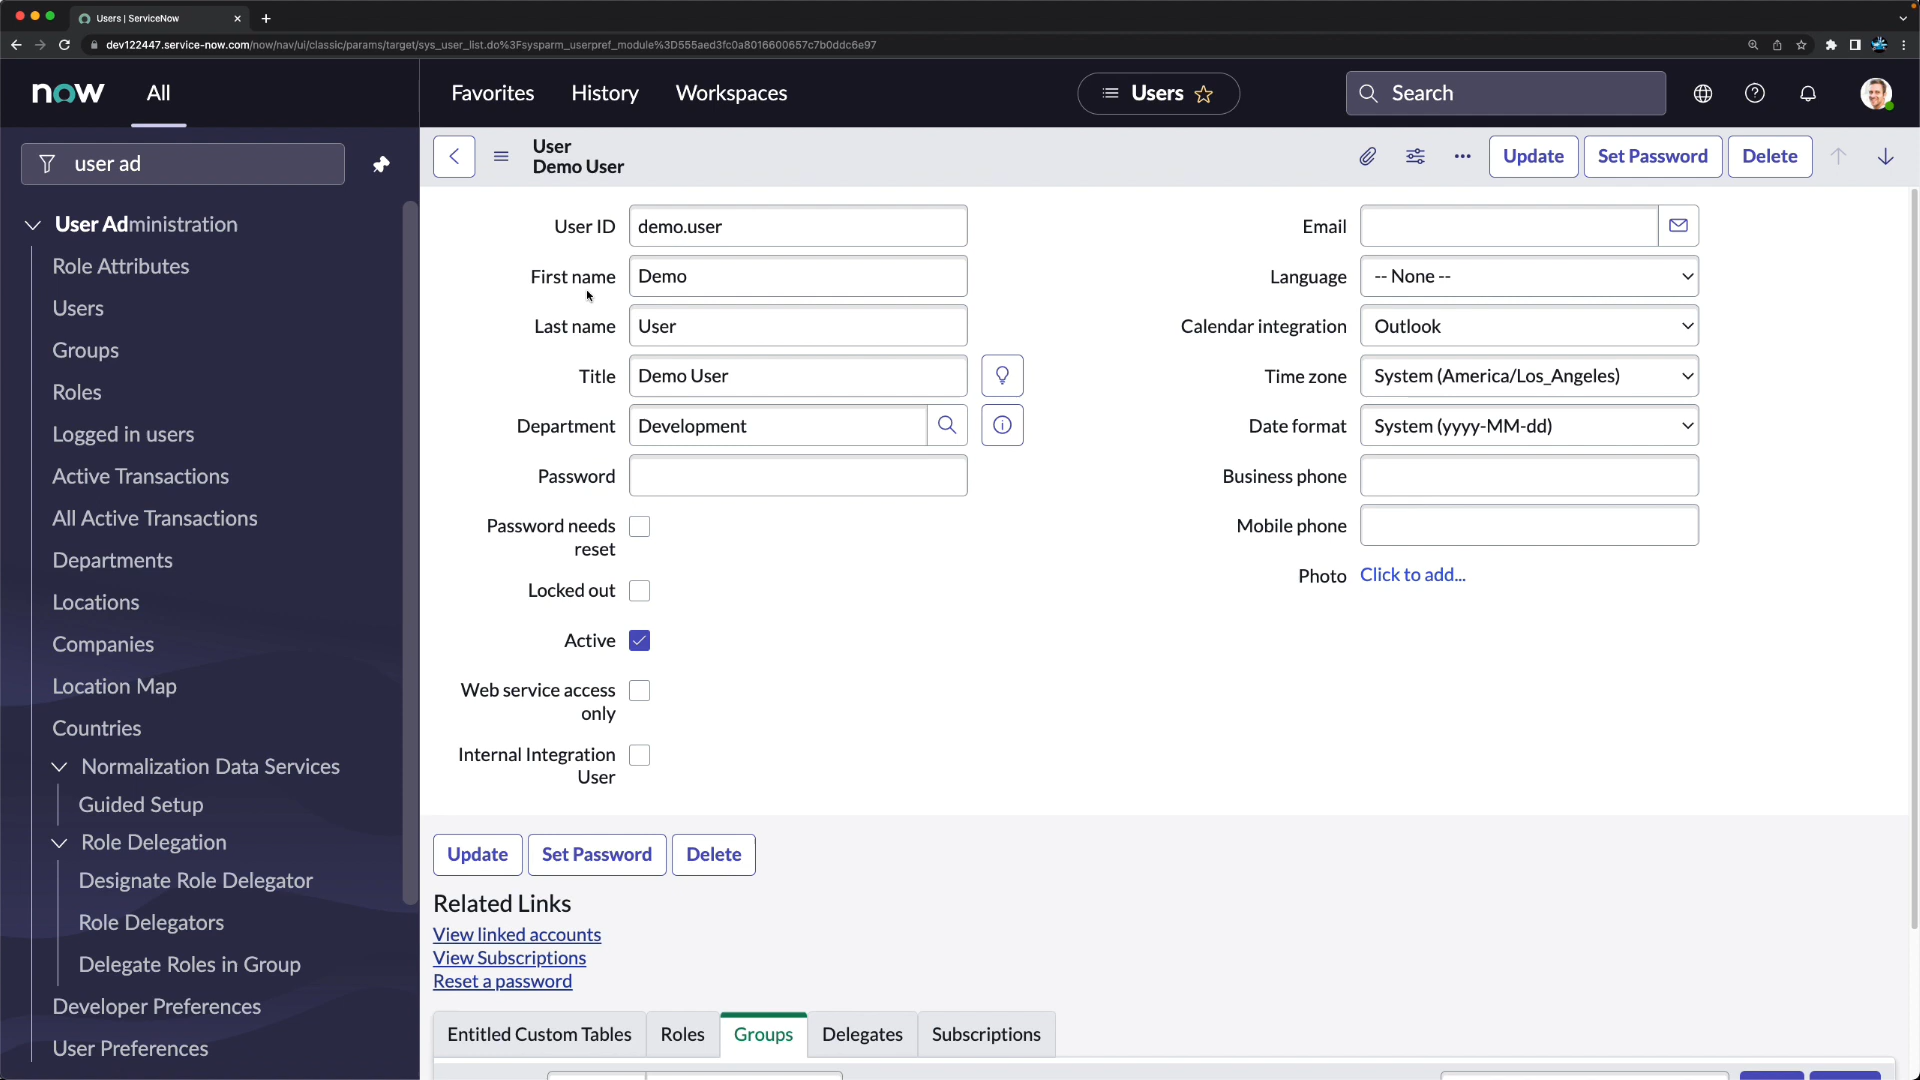 Users | ServiceNow
dev122447.service-now.com/now/nav/ui/classic/params/target/sys_user_list.do%3Fsysparm_userpref_module%3D555aed3fc0a8016600657c7b0ddc6e97
now
All
Favorites
History
Workspaces
Users
Search
user ad
User
Demo User
Update
Set Password
Delete
User Administration
Role Attributes
Users
Groups
Roles
Logged in users
Active Transactions
All Active Transactions
Departments
Locations
Companies
Location Map
Countries
Normalization Data Services
Guided Setup
Role Delegation
Designate Role Delegator
Role Delegators
Delegate Roles in Group
Developer Preferences
User Preferences
User ID demo.user
First name Demo
Last name User
Title Demo User
Department Development
Password
Password needs
reset
Locked out
Active
Web service access
only
Internal Integration
User
Email
Language -- None --
Calendar integration Outlook
Time zone System (America/Los_Angeles)
Date format System (yyyy-MM-dd)
Business phone
Mobile phone
Photo Click to add...
Update
Set Password
Delete
Related Links
View linked accounts
View Subscriptions
Reset a password
Entitled Custom Tables
Roles
Groups
Delegates
Subscriptions